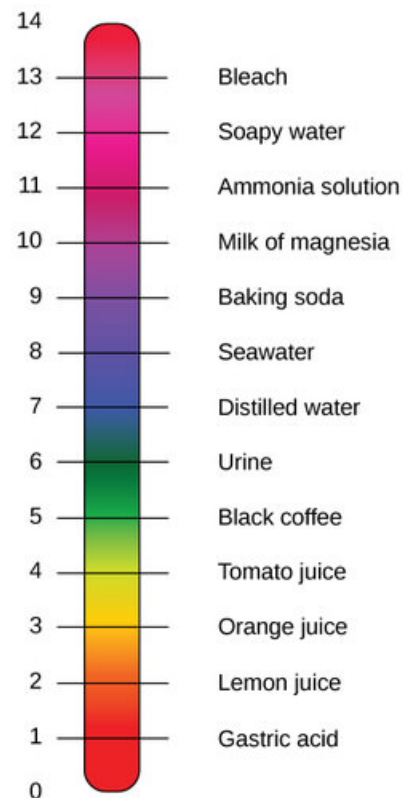 14
13 Bleach
12 Soapy water
11 Ammonia solution
10 Milk of magnesia
9 Baking soda
8 Seawater
7 Distilled water
6 Urine
5 Black coffee
4 Tomato juice
3 Orange juice
2 Lemon juice
1 Gastric acid
0